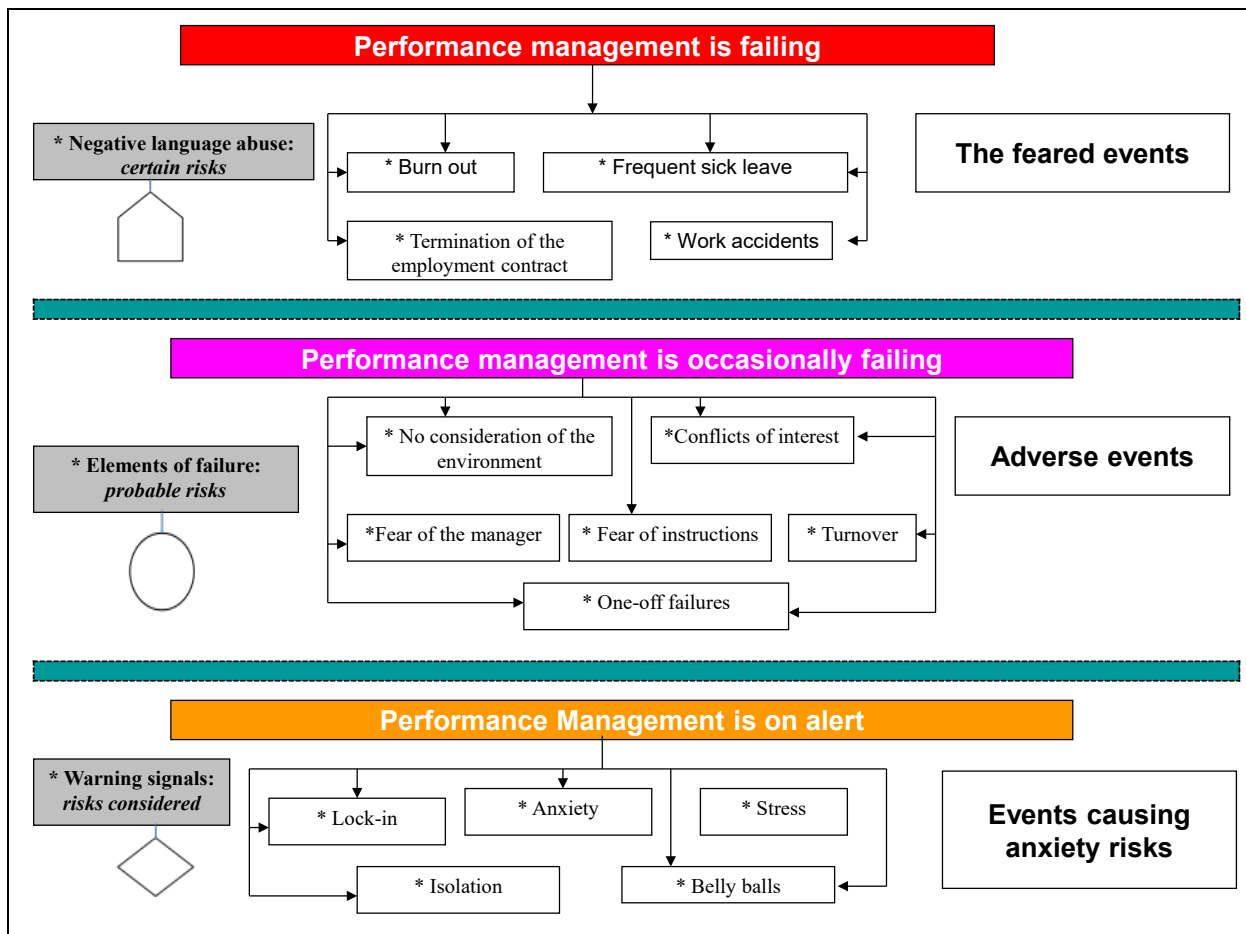 Performance management is failing
* Negative language abuse:
certain risks
* Burn out
* Frequent sick leave
The feared events
* Termination of the
employment contract
* Work accidents
Performance management is occasionally failing
* Elements of failure:
probable risks
* No consideration of the
environment
*Conflicts of interest
Adverse events
*Fear of the manager
* Fear of instructions
* Turnover
* One-off failures
Performance Management is on alert
* Warning signals:
risks considered
* Lock-in
* Anxiety
* Stress
Events causing
anxiety risks
* Isolation
* Belly balls